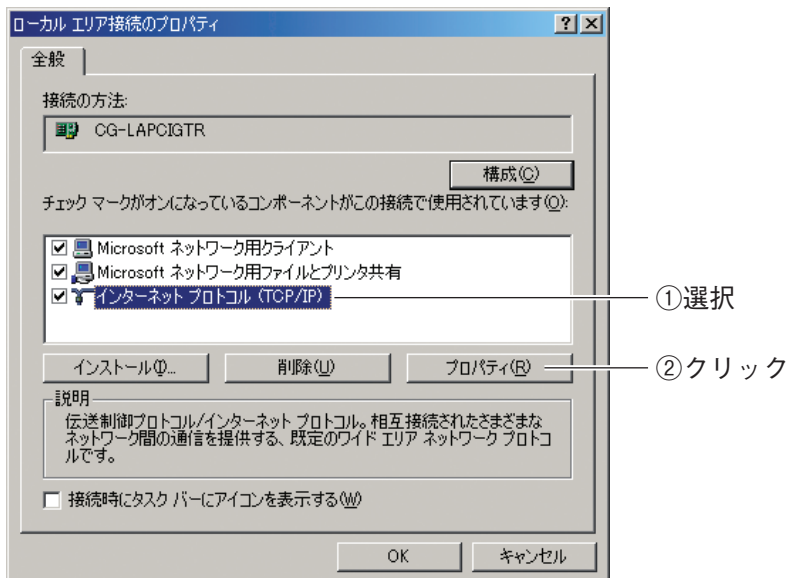 ローカル エリア接続のプロパティ
全般
接続の方法:
CG-LAPCIGTR
構成(C)
チェック マークがオンになっているコンポーネントがこの接続で使用されています(O):
Microsoft ネットワーク用クライアント
Microsoft ネットワーク用ファイルとプリンタ共有
インターネット プロトコル (TCP/IP)
①選択
インストール(I)...
削除(U)
プロパティ(R)
②クリック
説明
伝送制御プロトコル/インターネット プロトコル。相互接続されたさまざまな
ネットワーク間の通信を提供する、既定のワイド エリア ネットワーク プロトコ
ルです。
接続時にタスク バーにアイコンを表示する(W)
OK
キャンセル